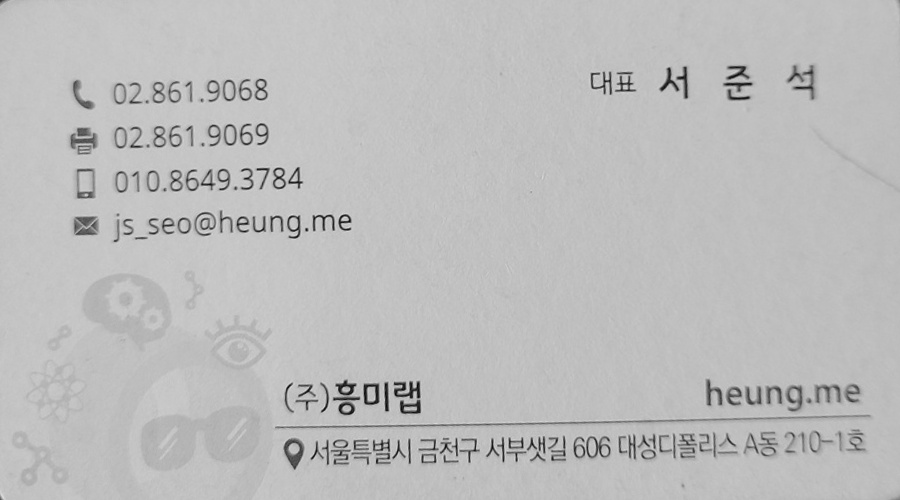 02.861.9068
02.861.9069
010.8649.3784
js_seo@heung.me
대표 서 준 석
(주)흥미랩
heung.me
서울특별시 금천구 서부샛길 606 대성디폴리스 A동 210-1호